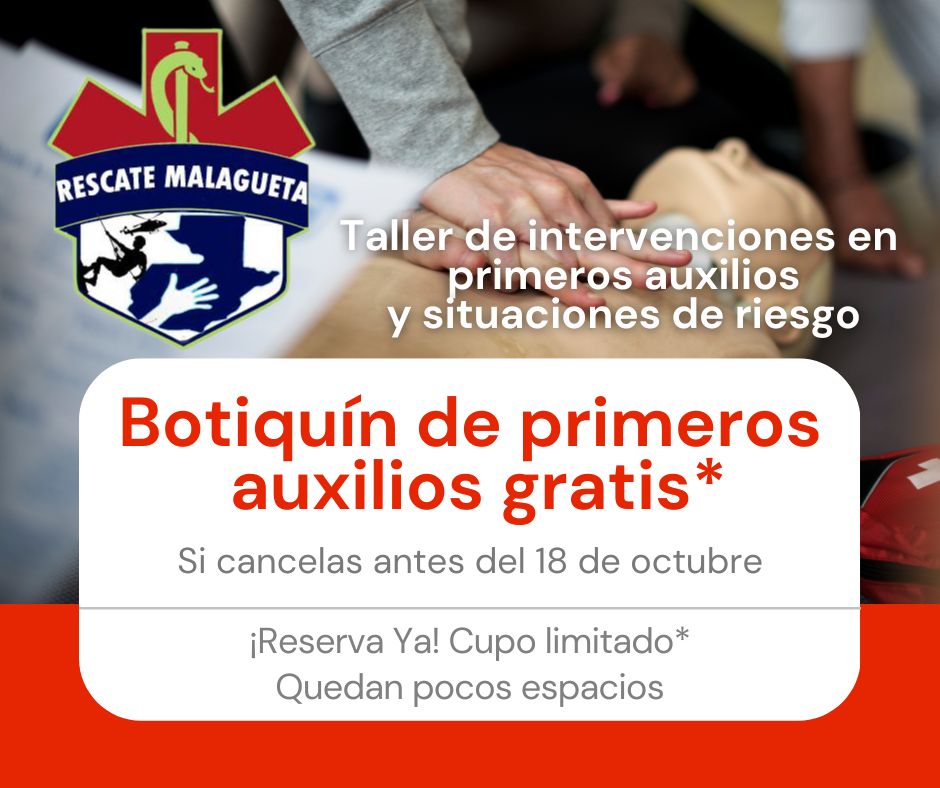 RESCATE MALAGUETA
Taller de intervenciones en
primeros auxilios
y situaciones de riesgo
Botiquín de primeros
auxilios gratis*
Si cancelas antes del 18 de octubre
¡Reserva Ya! Cupo limitado*
Quedan pocos espacios